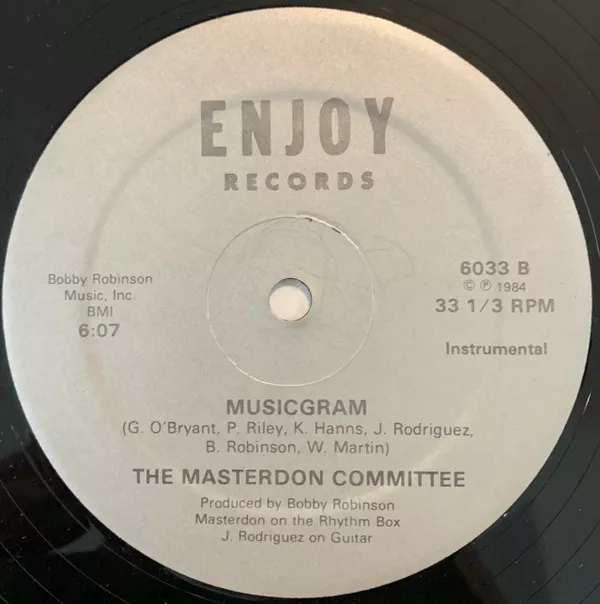 ENJOY
RECORDS
Bobby Robinson
Music, Inc.
BMI
6:07
6033 B
© ℗ 1984
33 1/3 RPM
Instrumental
MUSICGRAM
(G. O'Bryant, P. Riley, K. Hanns, J. Rodriguez,
B. Robinson, W. Martin)
THE MASTERDON COMMITTEE
Produced by Bobby Robinson
Masterdon on the Rhythm Box
J. Rodriguez on Guitar